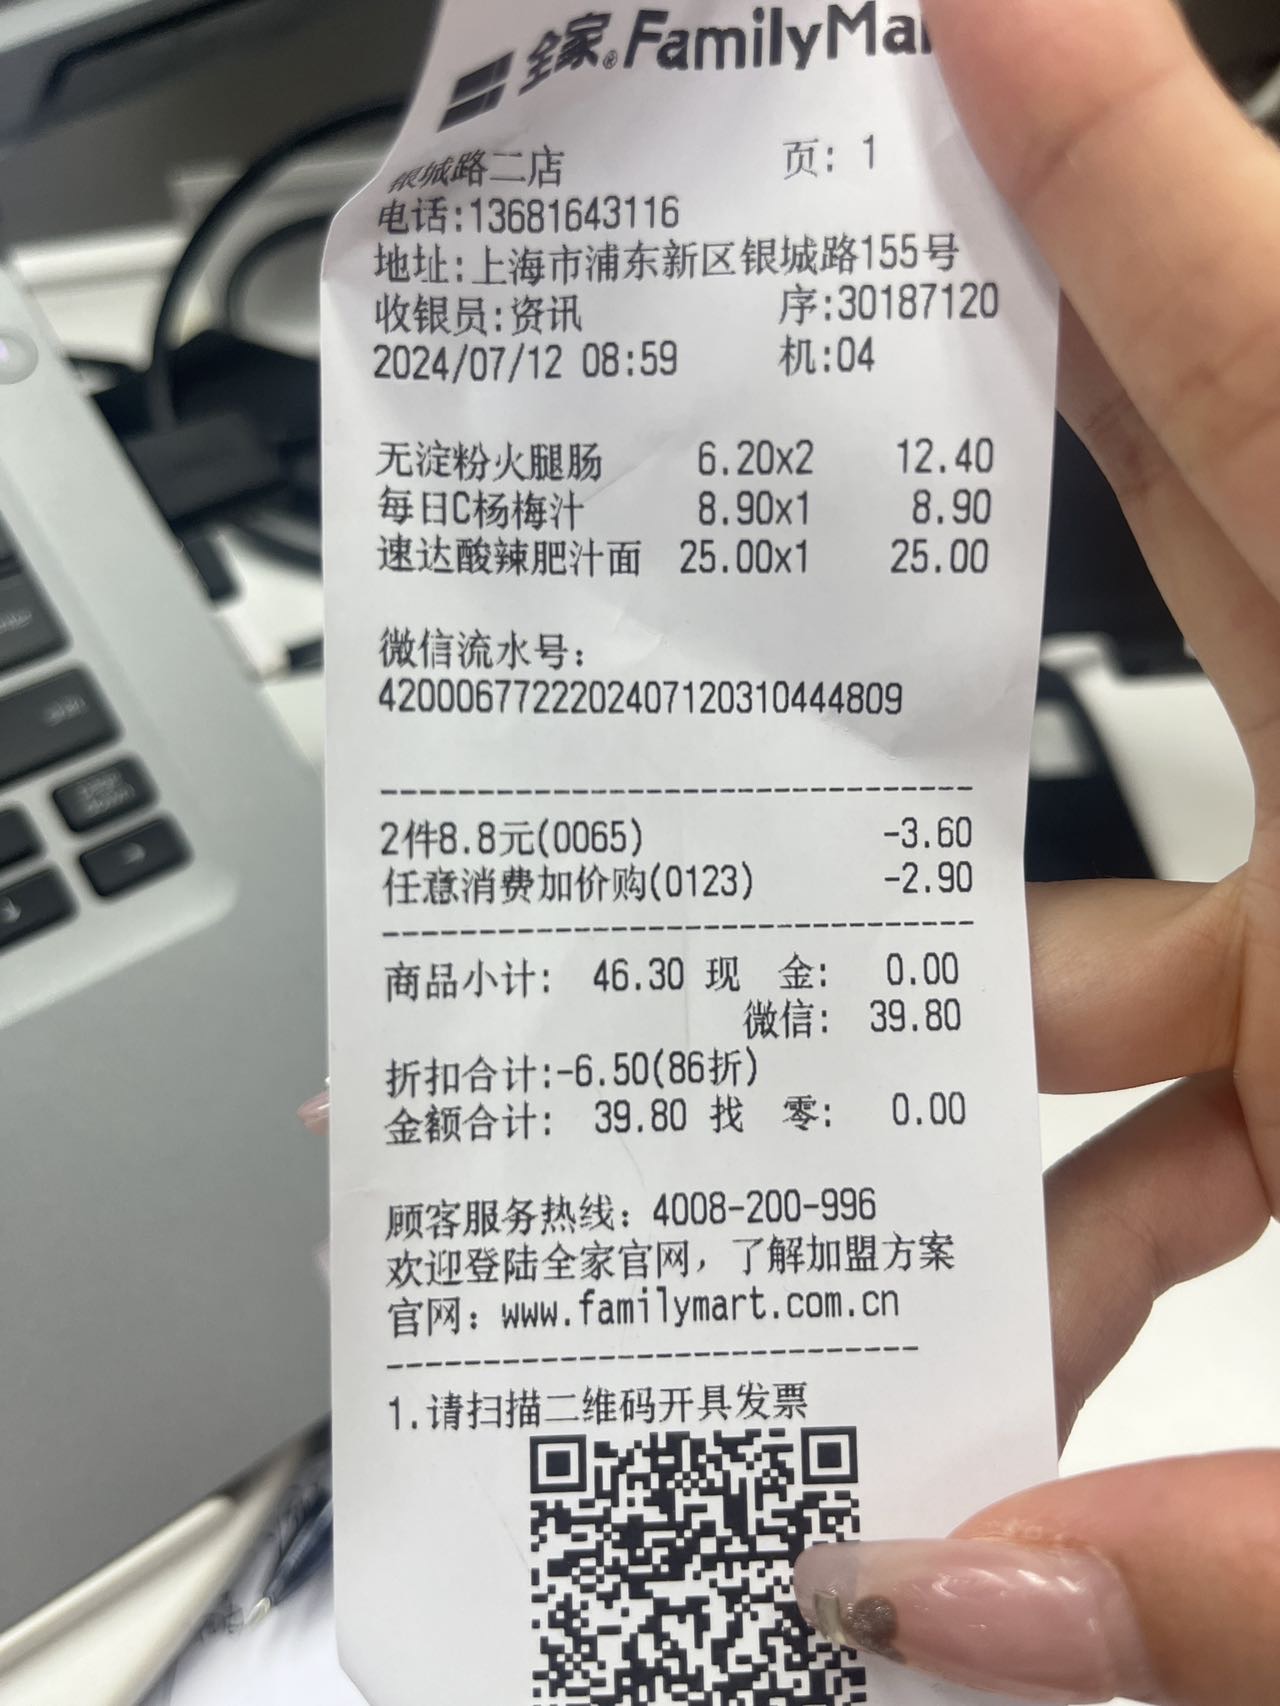 全家® FamilyMar
银城路二店 页: 1
电话:13681643116
地址:上海市浦东新区银城路155号
收银员:资讯 序:30187120
2024/07/12 08:59 机:04
无淀粉火腿肠 6.20x2 12.40
每日C杨梅汁 8.90x1 8.90
速达酸辣肥汁面 25.00x1 25.00
微信流水号:
4200067722202407120310444809
--------------------------------
2件8.8元(0065) -3.60
任意消费加价购(0123) -2.90
--------------------------------
商品小计: 46.30 现 金: 0.00
微信: 39.80
折扣合计:-6.50(86折)
金额合计: 39.80 找 零: 0.00
顾客服务热线: 4008-200-996
欢迎登陆全家官网, 了解加盟方案
官网: www.familymart.com.cn
----------------------------
1.请扫描二维码开具发票